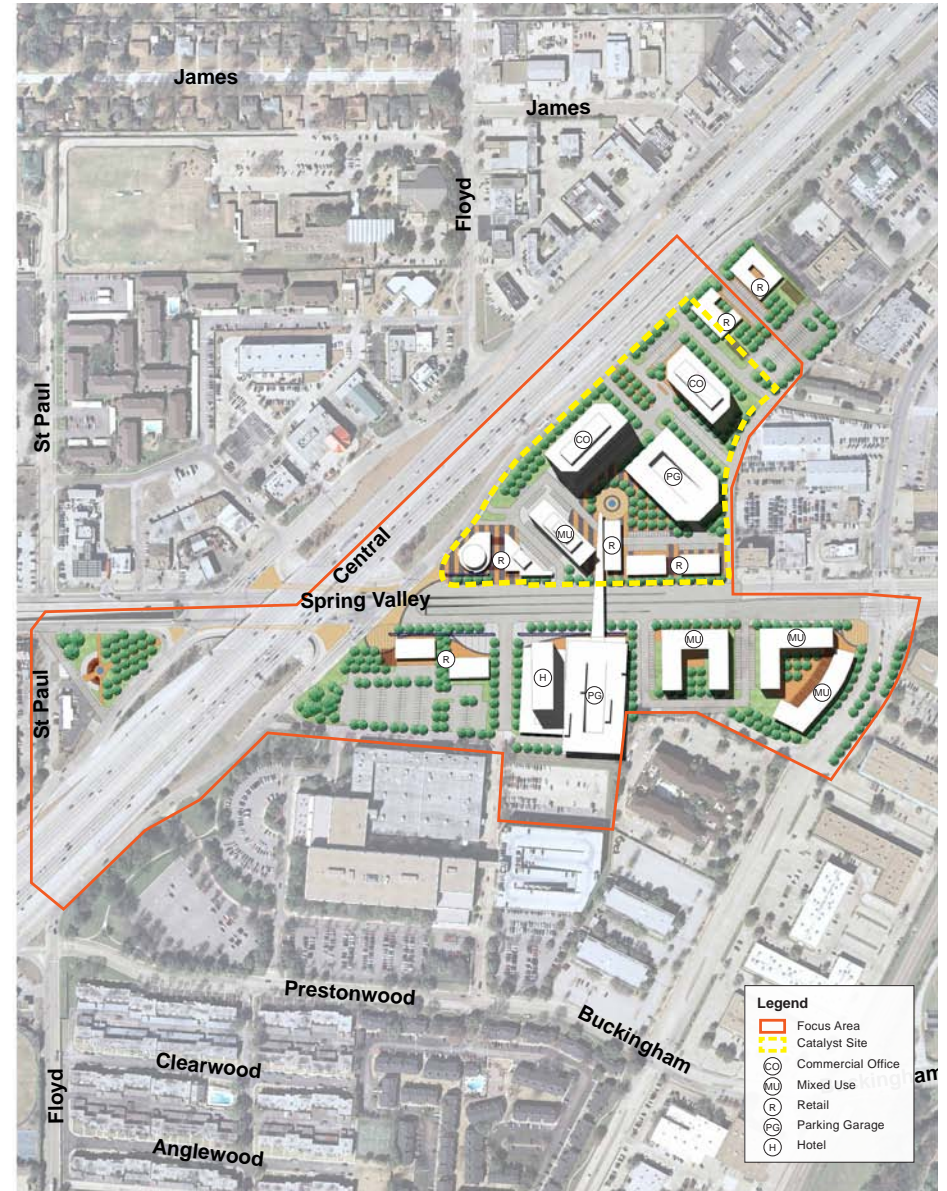 James
James
Floyd
St Paul
R
R
CO
CO
PG
MU
R
R
R
Central
Spring Valley
St Paul
R
H
PG
MU
MU
MU
Prestonwood
Buckingham
Clearwood
Floyd
Anglewood
Legend
Focus Area
Catalyst Site
CO Commercial Office
MU Mixed Use
R Retail
PG Parking Garage
H Hotel
Buckingham